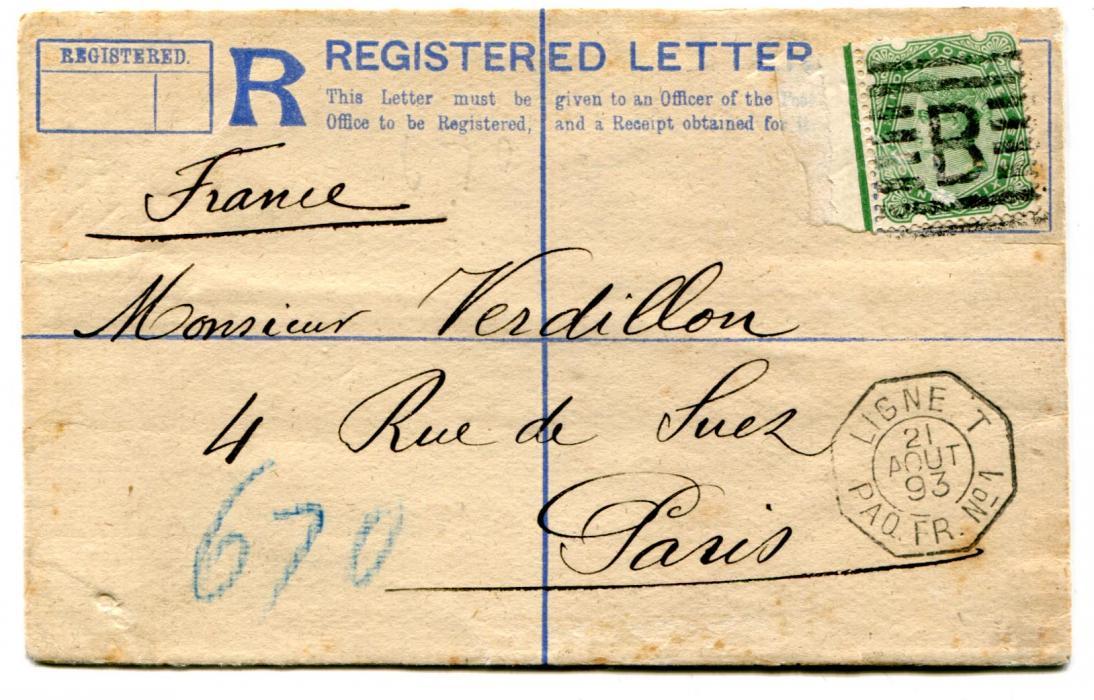 REGISTERED.
R
REGISTERED LETTER
This Letter must be given to an Officer of the Post
Office to be Registered, and a Receipt obtained for it
B
France
Monsieur Verdillon
4 Rue de Suez
Paris
670
LIGNE T
21
AOUT
93
PAQ. FR. No 1